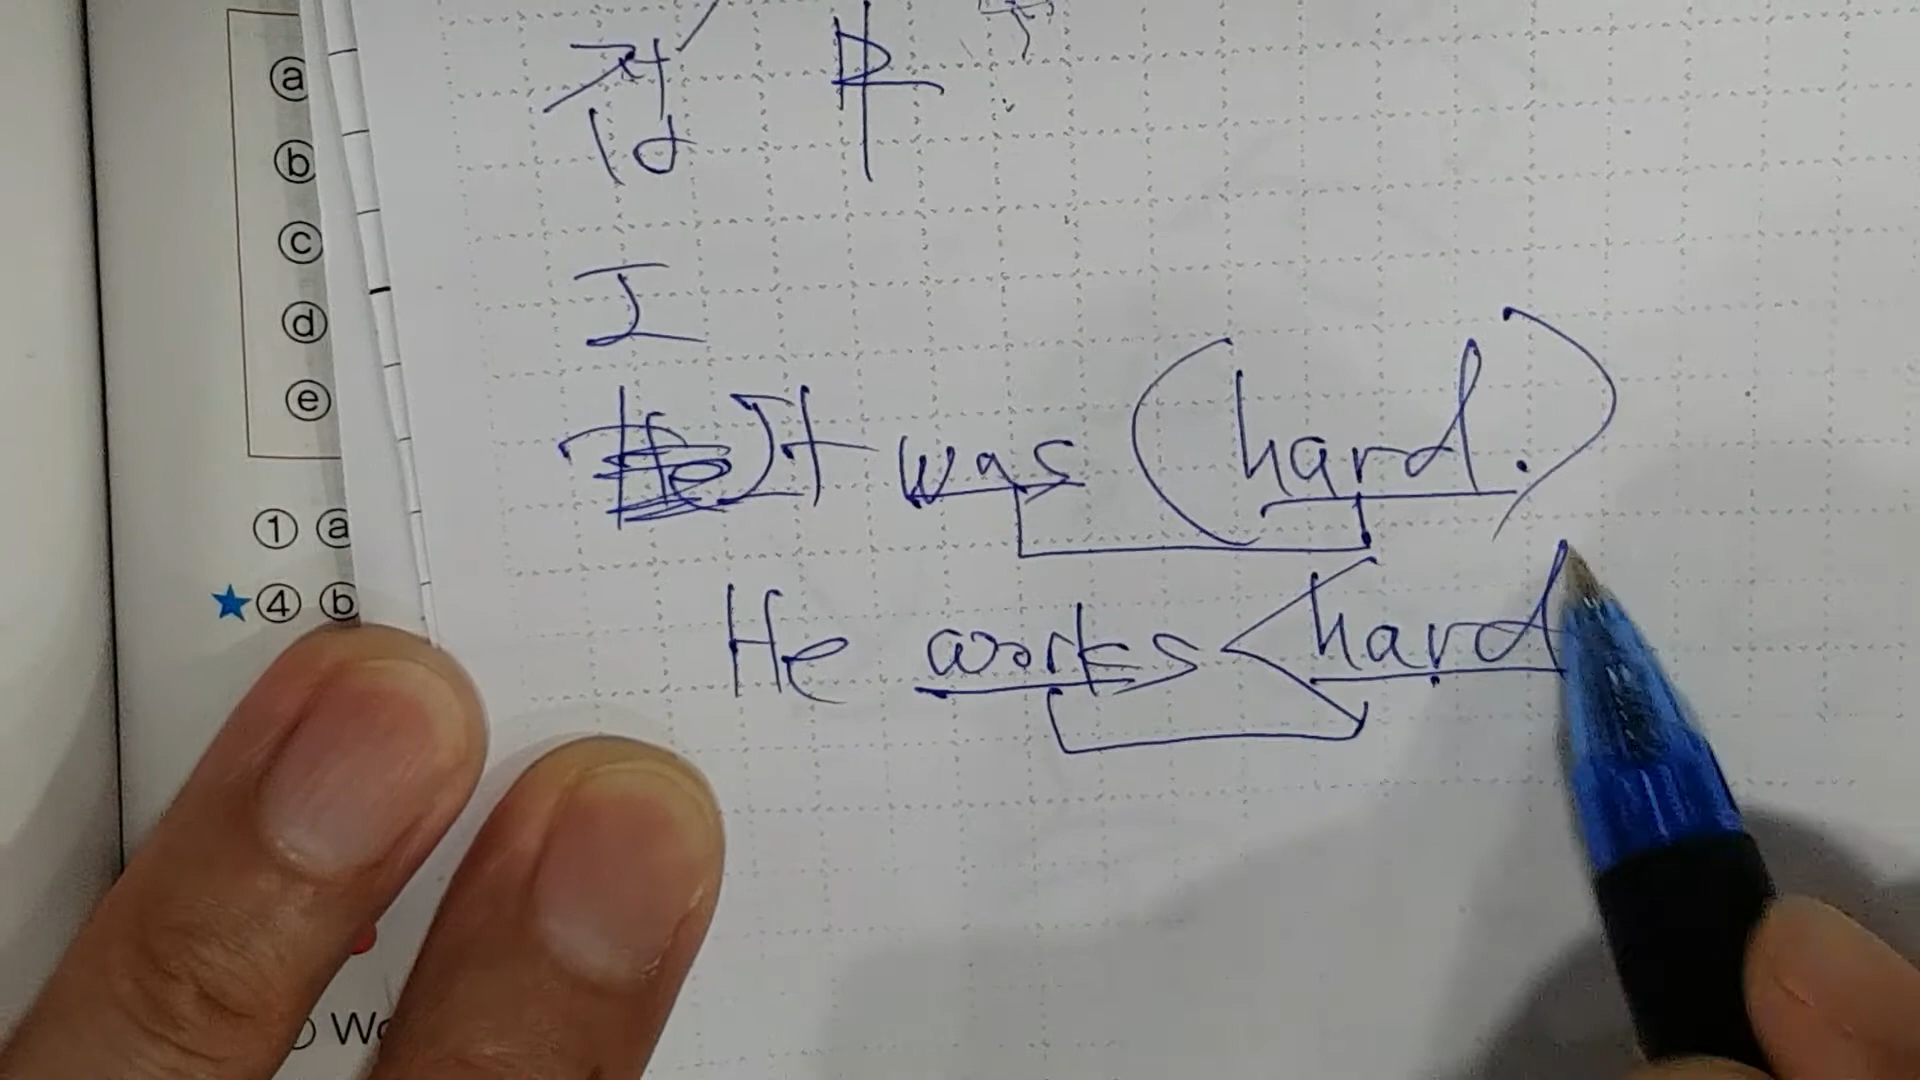 ⓐ
ⓑ
ⓒ
ⓓ
ⓔ
① ⓐ
★④ ⓑ
I
It was (hard.)
He works <hard